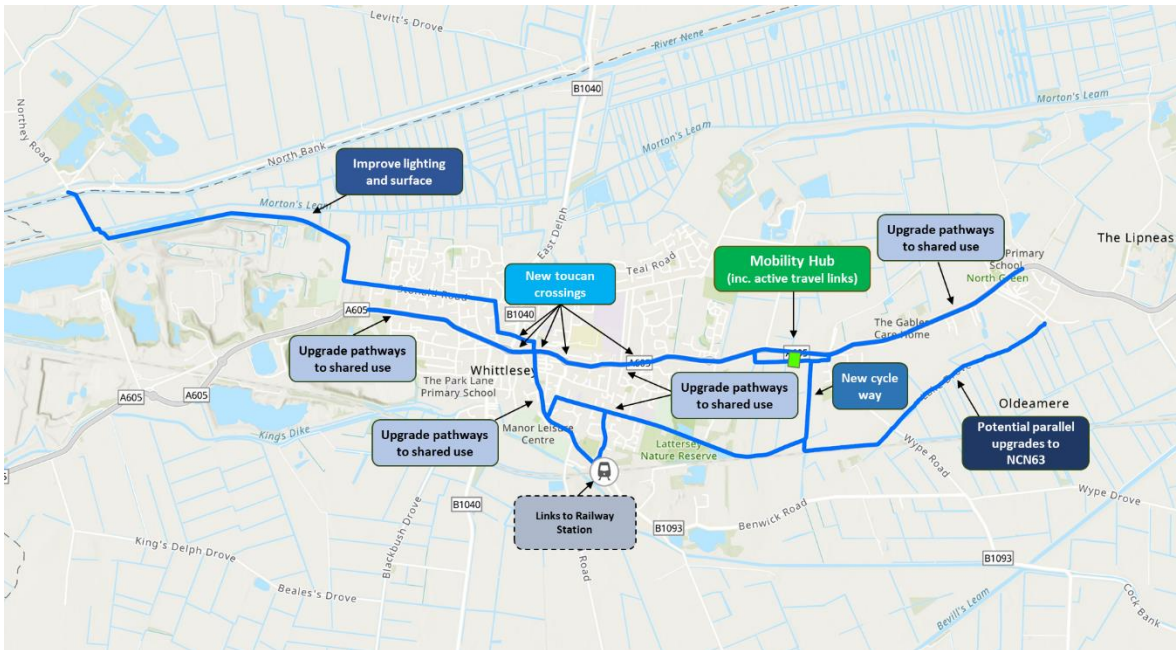 Levitt's Drove
River Nene
B1040
Northey Road
North Bank
Morton's Leam
Morton's Leam
Improve lighting
and surface
Morton's Leam
East Delph
Upgrade pathways
to shared use
The Lipneas
Primary
School
North Green
Teal Road
Mobility Hub
(inc. active travel links)
New toucan
crossings
Road
A605
B1040
The Gables
Care Home
Upgrade pathways
to shared use
A605
Whittlesey
The Park Lane
Primary School
Upgrade pathways
to shared use
New cycle
way
A605
A605
Oldeamere
King's Dike
Upgrade pathways
to shared use
Manor Leisure
Centre
Lattersey
Nature Reserve
Potential parallel
upgrades to
NCN63
Wype Road
Links to Railway
Station
Wype Drove
B1040
Blackbush Drove
B1093
Benwick Road
King's Delph Drove
Road
B1093
Beales's Drove
Bevill's Leam
Cock Bank